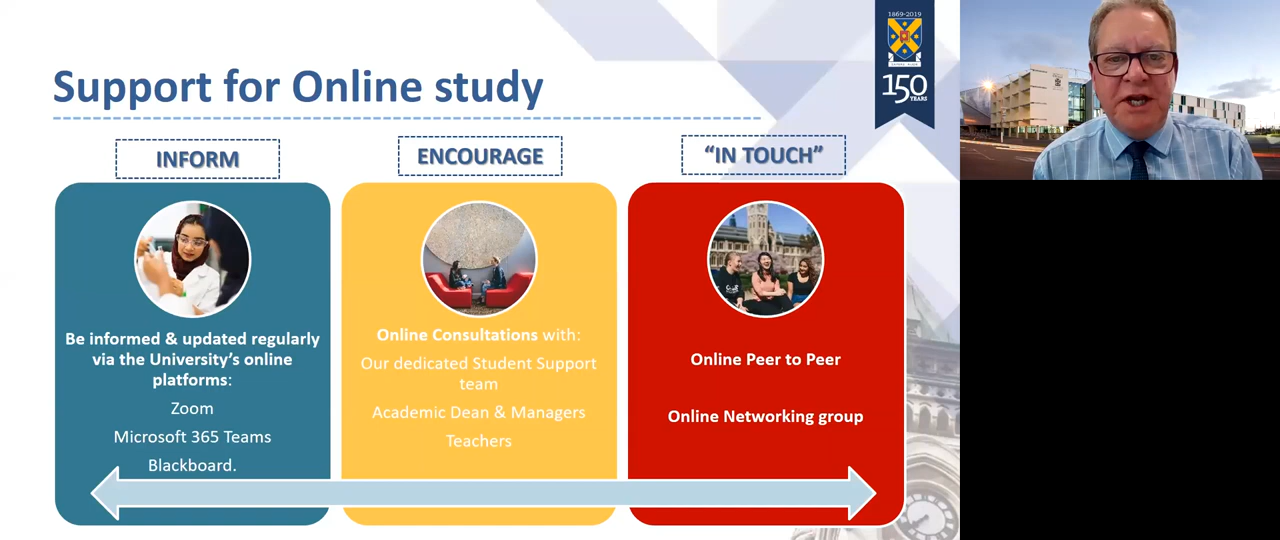 Support for Online study
1869-2019
150
YEARS
INFORM
ENCOURAGE
“IN TOUCH”
Be informed & updated regularly
via the University’s online
platforms:
Zoom
Microsoft 365 Teams
Blackboard.
Online Consultations with:
Our dedicated Student Support
team
Academic Dean & Managers
Teachers
Online Peer to Peer
Online Networking group